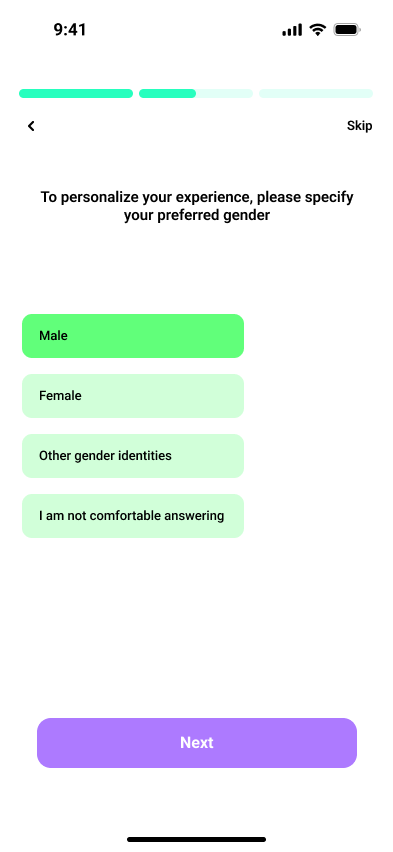 9:41
Skip
To personalize your experience, please specify
your preferred gender
Male
Female
Other gender identities
I am not comfortable answering
Next